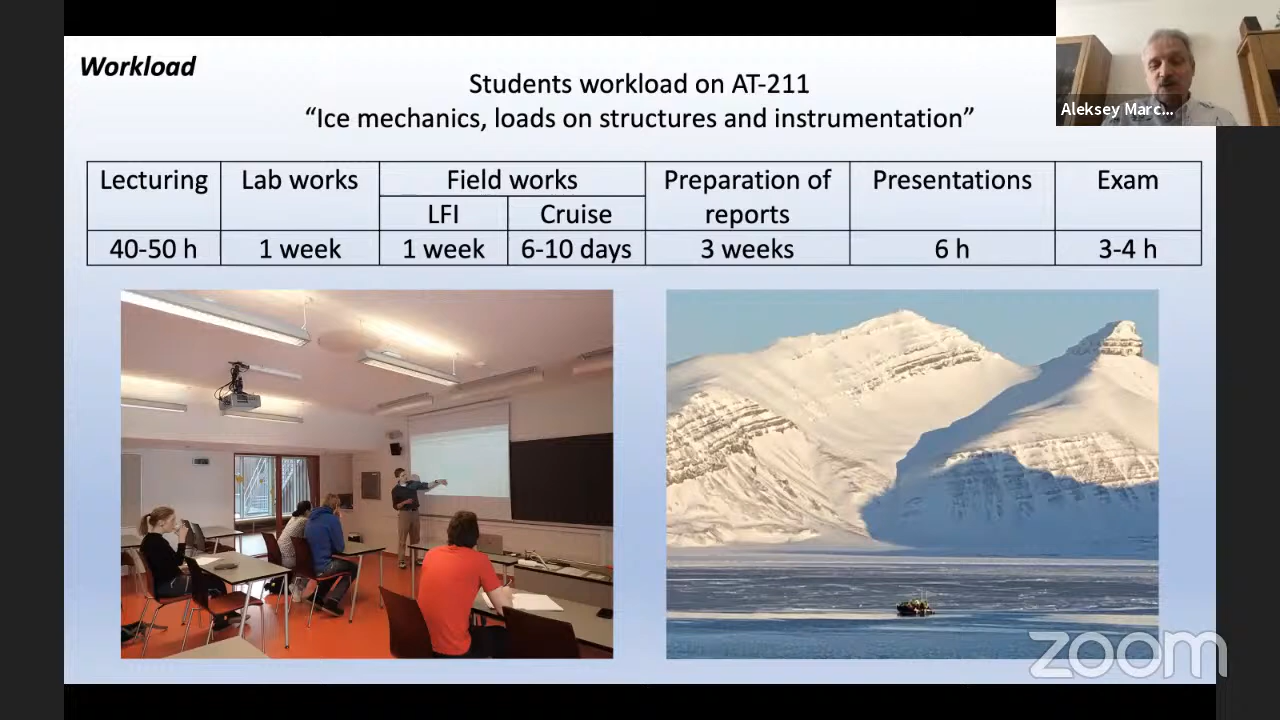 Workload
Students workload on AT-211
“Ice mechanics, loads on structures and instrumentation”
Lecturing
Lab works
Field works
Preparation of
reports
Presentations
Exam
LFI
Cruise
40-50 h
1 week
1 week
6-10 days
3 weeks
6 h
3-4 h
Aleksey Marc...
zoom